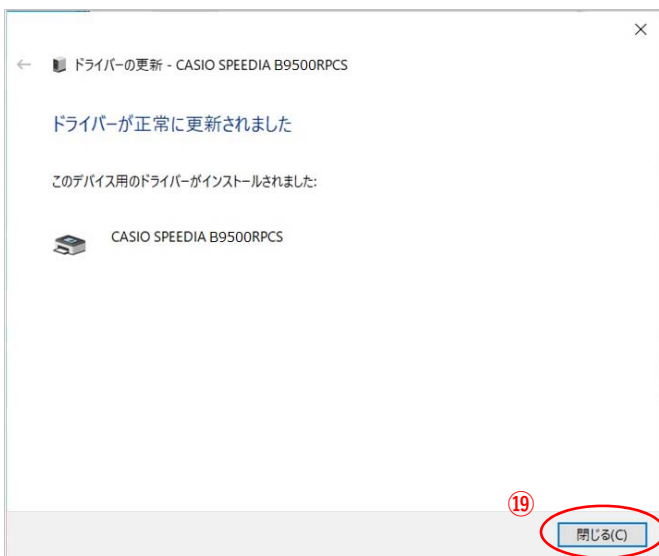 ドライバーの更新 - CASIO SPEEDIA B9500RPCS
ドライバーが正常に更新されました
このデバイス用のドライバーがインストールされました:
CASIO SPEEDIA B9500RPCS
⑲
閉じる(C)